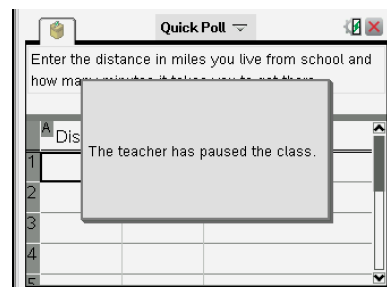 Quick Poll
Enter the distance in miles you live from school and
how
The teacher has paused the class.
A Dis
1
2
3
4